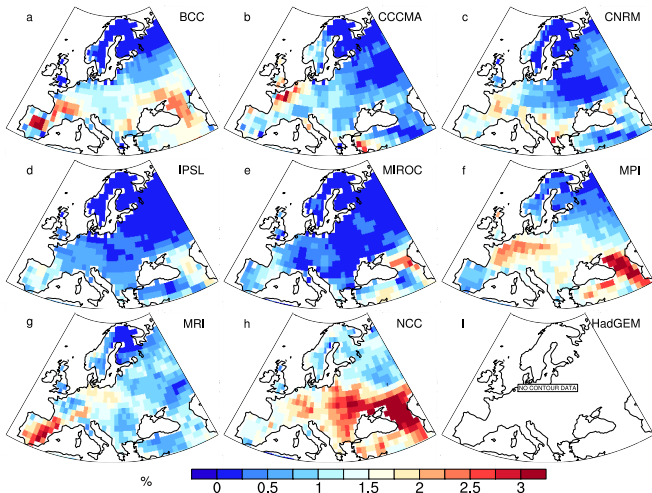 a BCC
b CCCMA
c CNRM
d IPSL
e MIROC
f MPI
g MRI
h NCC
I HadGEM
NO CONTOUR DATA
% 0 0.5 1 1.5 2 2.5 3